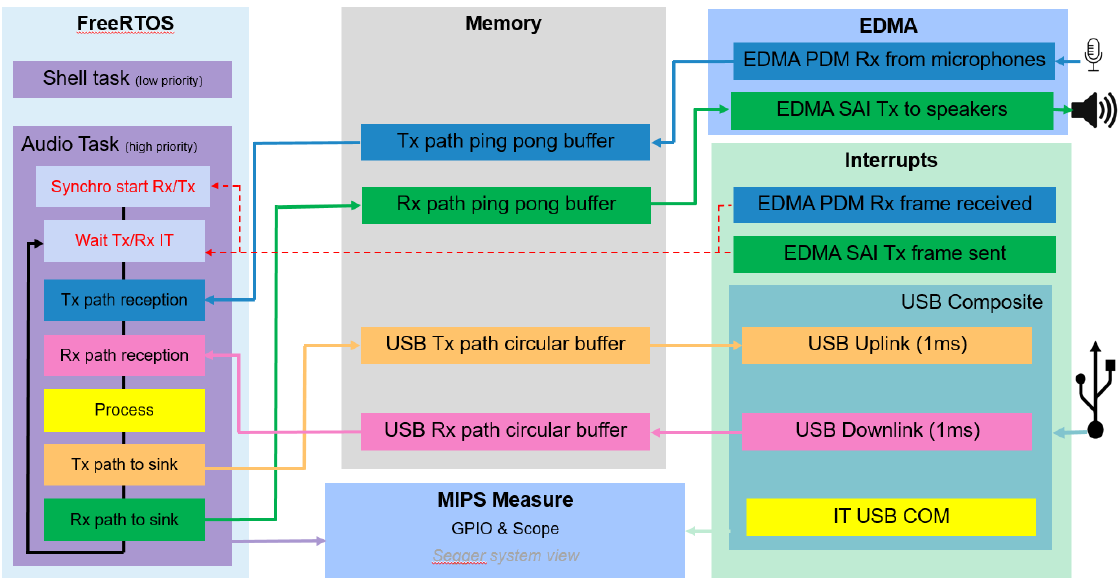 FreeRTOS
Shell task (low priority)
Audio Task (high priority)
Synchro start Rx/Tx
Wait Tx/Rx IT
Tx path reception
Rx path reception
Process
Tx path to sink
Rx path to sink
Memory
Tx path ping pong buffer
Rx path ping pong buffer
USB Tx path circular buffer
USB Rx path circular buffer
MIPS Measure
GPIO & Scope
Segger system view
EDMA
EDMA PDM Rx from microphones
EDMA SAI Tx to speakers
Interrupts
EDMA PDM Rx frame received
EDMA SAI Tx frame sent
USB Composite
USB Uplink (1ms)
USB Downlink (1ms)
IT USB COM